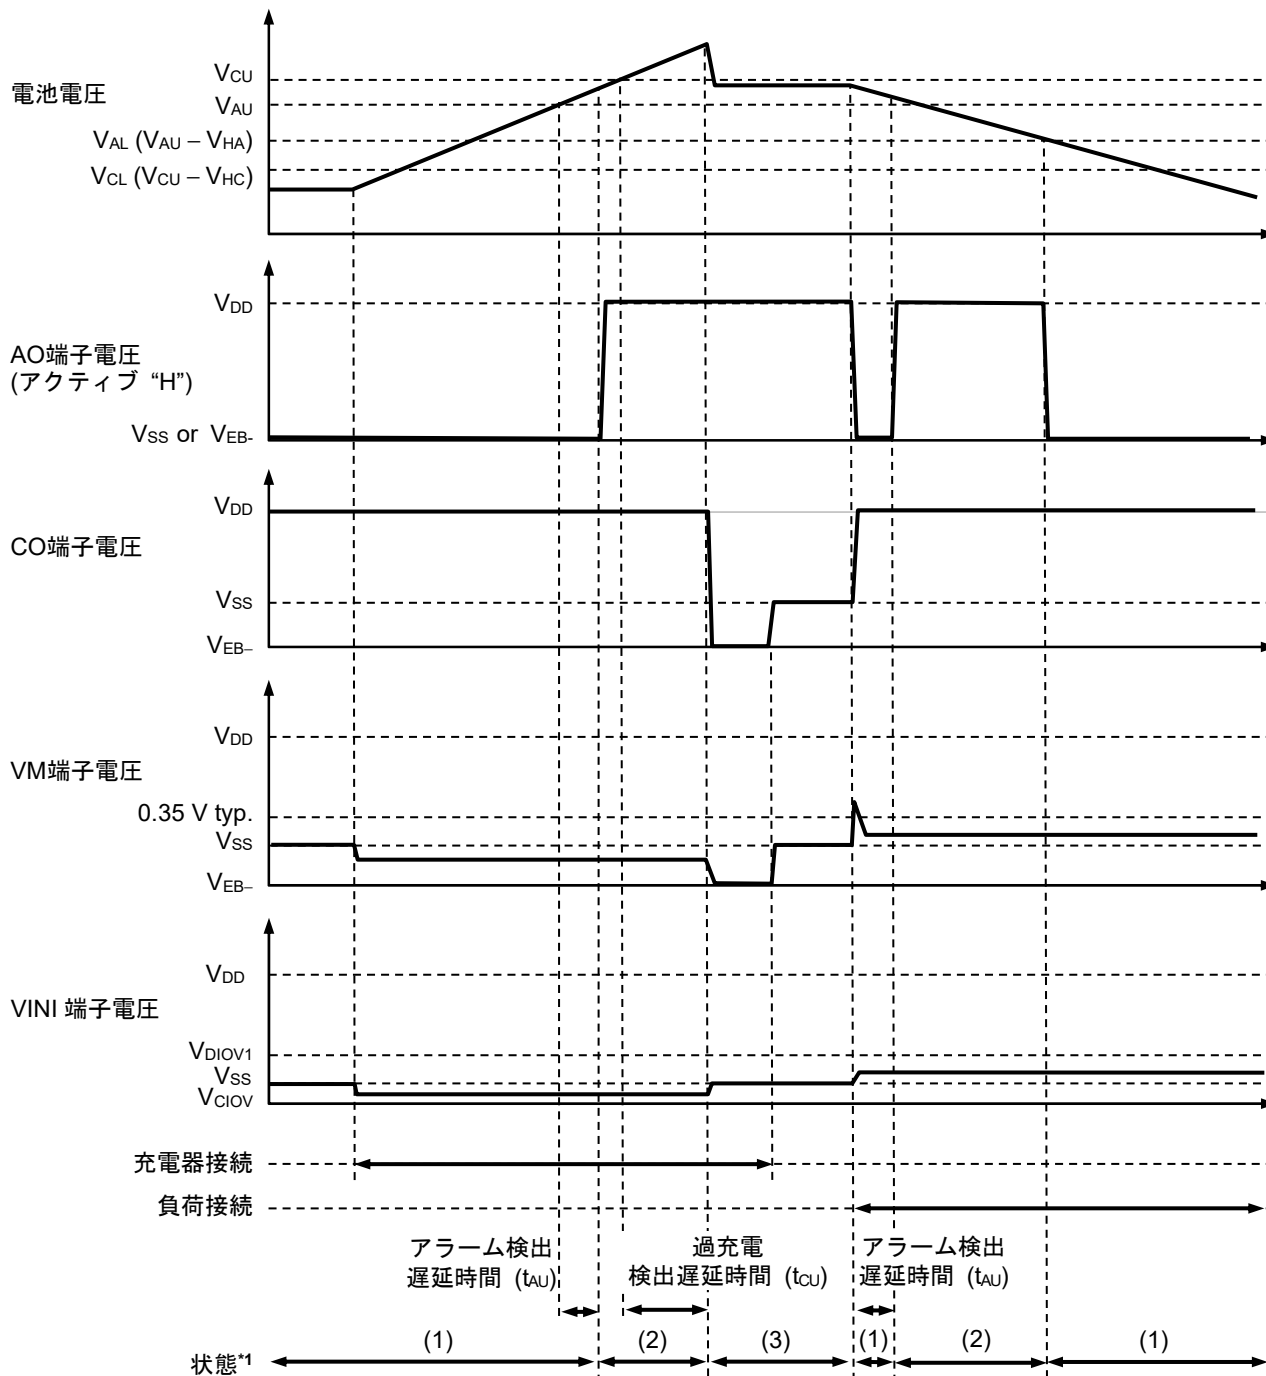 電池電圧
VCU
VAU
VAL (VAU – VHA)
VCL (VCU – VHC)
AO端子電圧
(アクティブ “H”)
VDD
VSS or VEB-
CO端子電圧
VDD
VSS
VEB–
VM端子電圧
VDD
0.35 V typ.
VSS
VEB–
VINI 端子電圧
VDD
VDIOV1
VSS
VCIOV
充電器接続
負荷接続
アラーム検出
遅延時間 (tAU)
過充電
検出遅延時間 (tCU)
アラーム検出
遅延時間 (tAU)
状態*1
(1)
(2)
(3)
(1)
(2)
(1)